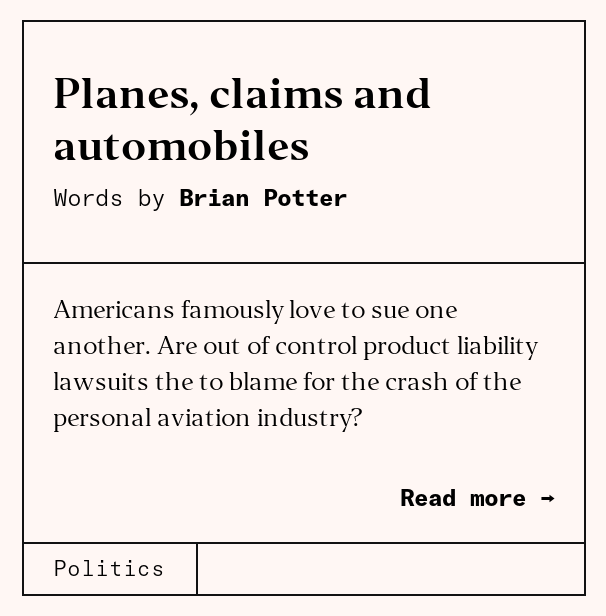 Planes, claims and
automobiles
Words by Brian Potter
Americans famously love to sue one
another. Are out of control product liability
lawsuits the to blame for the crash of the
personal aviation industry?
Read more →
Politics